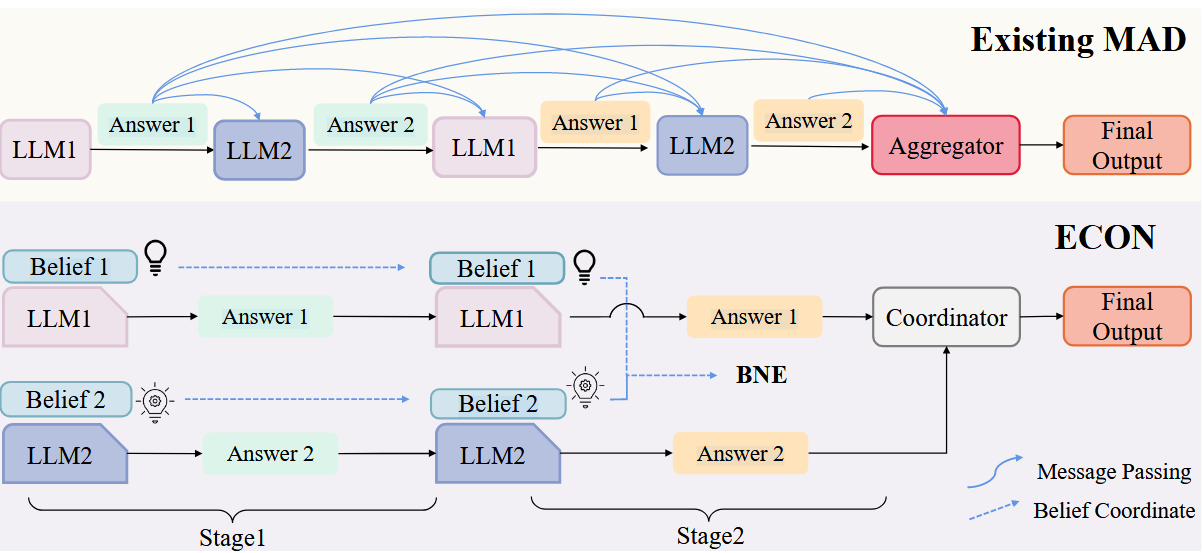 Existing MAD
LLM1
Answer 1
LLM2
Answer 2
LLM1
Answer 1
LLM2
Answer 2
Aggregator
Final
Output
ECON
Belief 1
LLM1
Answer 1
Belief 1
LLM1
Answer 1
Coordinator
Final
Output
BNE
Belief 2
LLM2
Answer 2
Belief 2
LLM2
Answer 2
Message Passing
Belief Coordinate
Stage1
Stage2